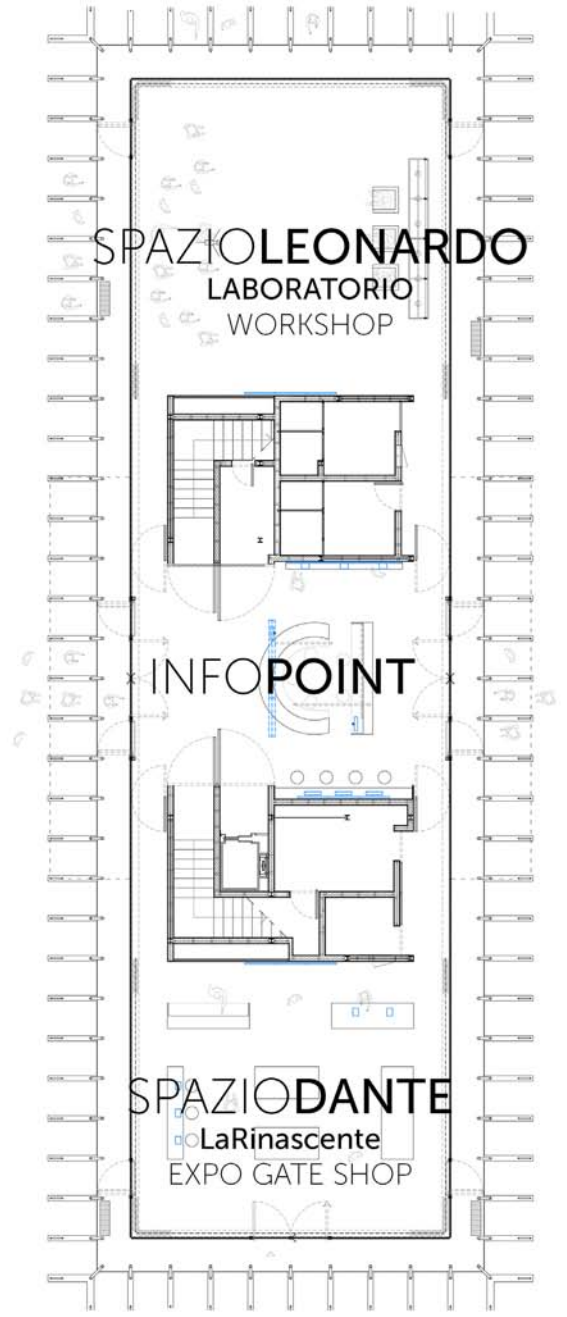 SPAZIOLEONARDO
LABORATORIO
WORKSHOP
INFOPOINT
SPAZIODANTE
LaRinascente
EXPO GATE SHOP